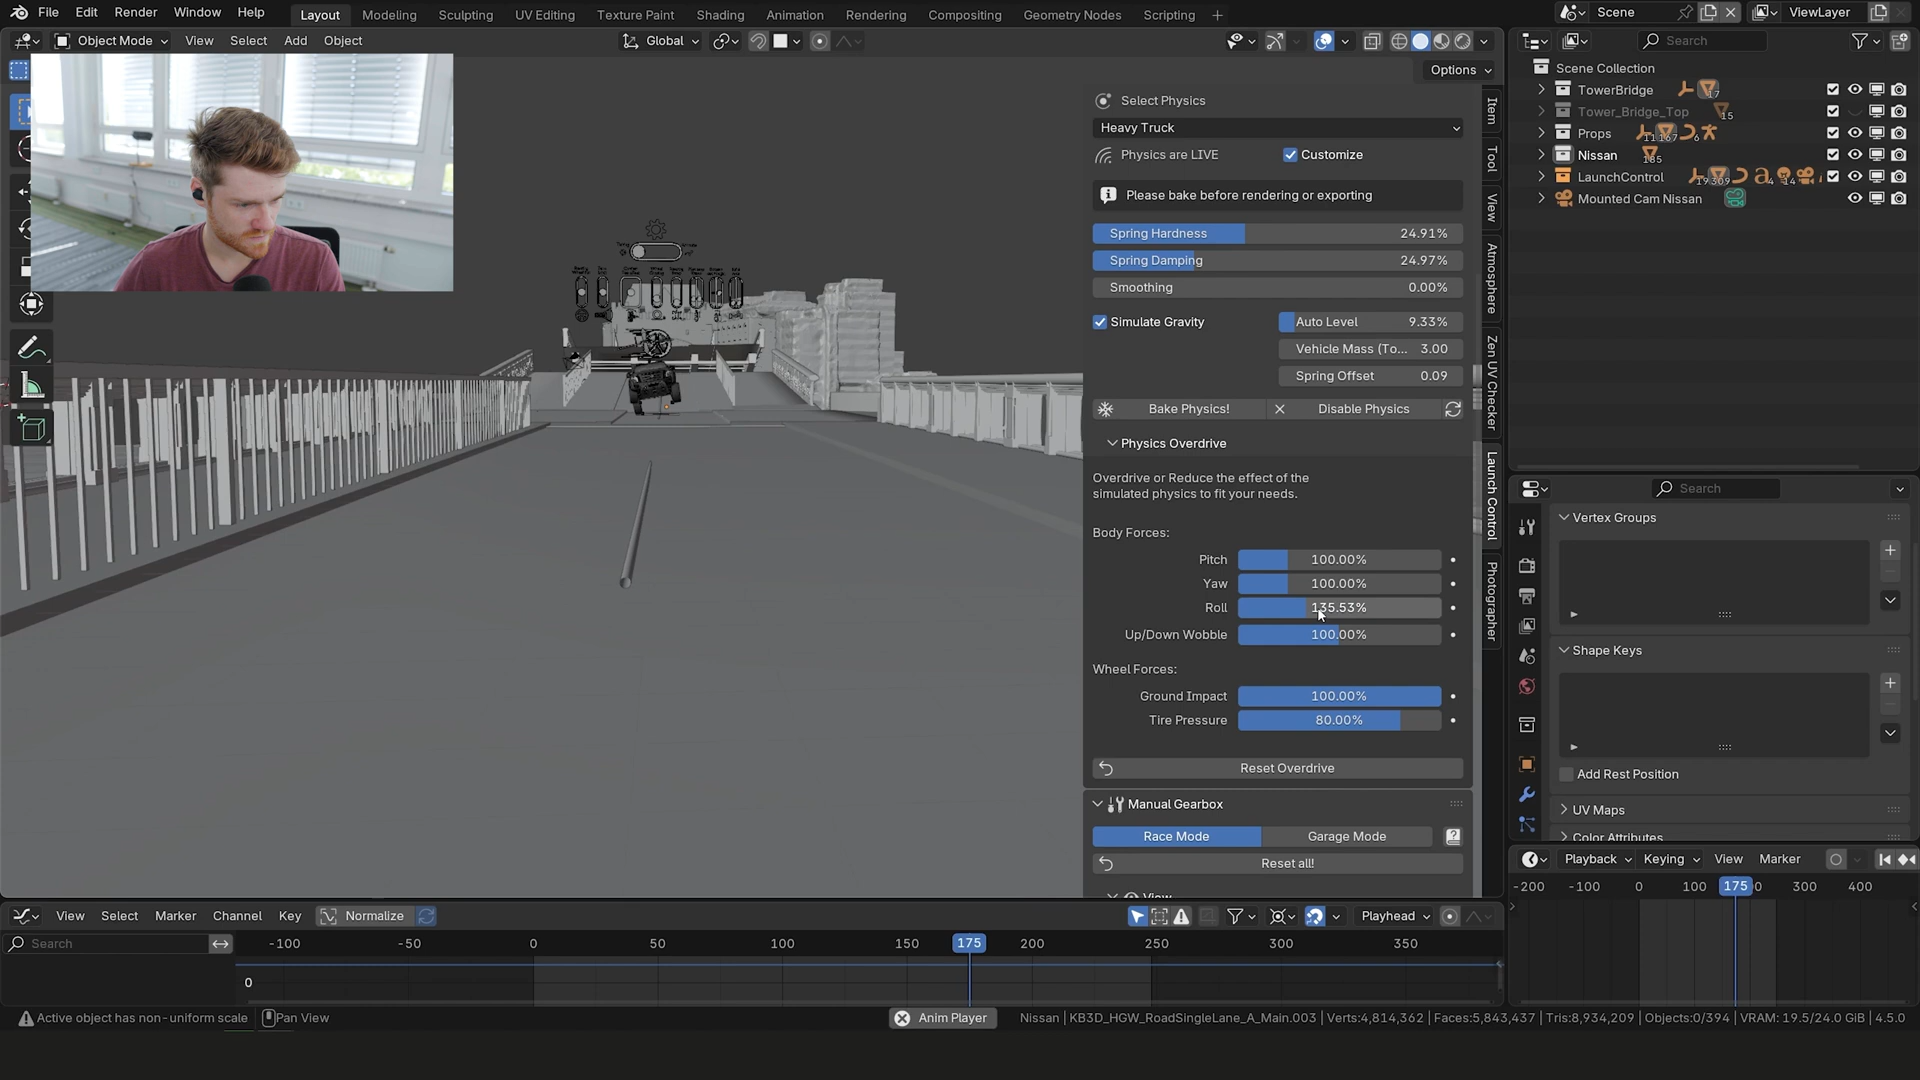 File Edit Render Window Help Layout Modeling Sculpting UV Editing Texture Paint Shading Animation Rendering Compositing Geometry Nodes Scripting + Scene ViewLayer
Object Mode View Select Add Object Global Search
Options
Scene Collection
TowerBridge 17
Tower_Bridge_Top 15
Props 11 167 6
Nissan 185
LaunchControl 19 309 4 14
Mounted Cam Nissan
Item
Tool
View
Atmosphere
Zen UV Checker
Launch Control
Photographer
Select Physics
Heavy Truck
Physics are LIVE Customize
Please bake before rendering or exporting
Spring Hardness 24.91%
Spring Damping 24.97%
Smoothing 0.00%
Simulate Gravity Auto Level 9.33%
Vehicle Mass (To... 3.00
Spring Offset 0.09
Bake Physics! Disable Physics
Physics Overdrive
Overdrive or Reduce the effect of the
simulated physics to fit your needs.
Body Forces:
Pitch 100.00%
Yaw 100.00%
Roll 135.53%
Up/Down Wobble 100.00%
Wheel Forces:
Ground Impact 100.00%
Tire Pressure 80.00%
Reset Overdrive
Manual Gearbox
Race Mode Garage Mode
Reset all!
View
Search
Vertex Groups
Shape Keys
Add Rest Position
UV Maps
Color Attributes
Playback Keying View Marker
-200 -100 0 100 175 300 400
View Select Marker Channel Key Normalize Playhead
Search -100 -50 0 50 100 150 175 200 250 300 350
0
Active object has non-uniform scale Pan View Anim Player Nissan | KB3D_HGW_RoadSingleLane_A_Main.003 | Verts:4,814,362 | Faces:5,843,437 | Tris:8,934,209 | Objects:0/394 | VRAM: 19.5/24.0 GiB | 4.5.0